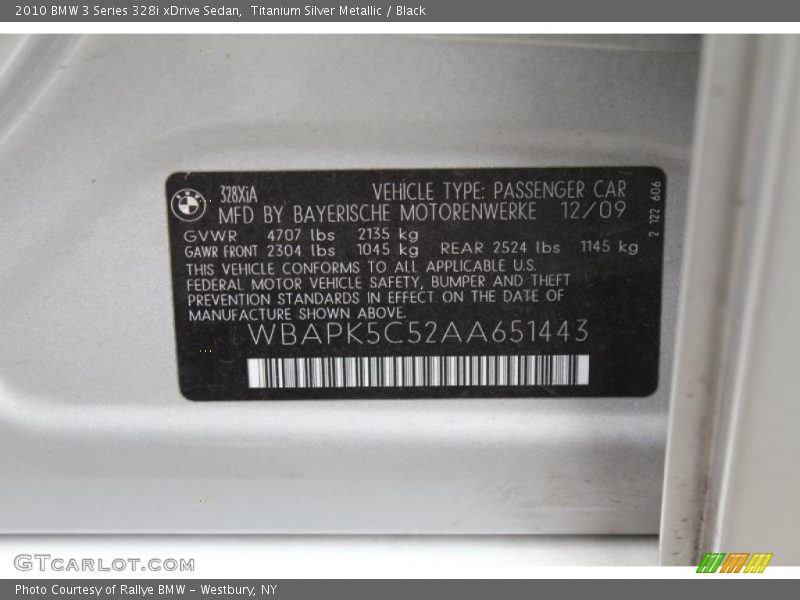 2010 BMW 3 Series 328i xDrive Sedan,  Titanium Silver Metallic / Black
328XiA VEHICLE TYPE: PASSENGER CAR
MFD BY BAYERISCHE MOTORENWERKE 12/09
GVWR 4707 lbs 2135 kg
GAWR FRONT 2304 lbs 1045 kg REAR 2524 lbs 1145 kg
THIS VEHICLE CONFORMS TO ALL APPLICABLE U.S.
FEDERAL MOTOR VEHICLE SAFETY, BUMPER AND THEFT
PREVENTION STANDARDS IN EFFECT ON THE DATE OF
MANUFACTURE SHOWN ABOVE.
WBAPK5C52AA651443
2 122 606
GTCARLOT.COM
Photo Courtesy of Rallye BMW - Westbury, NY